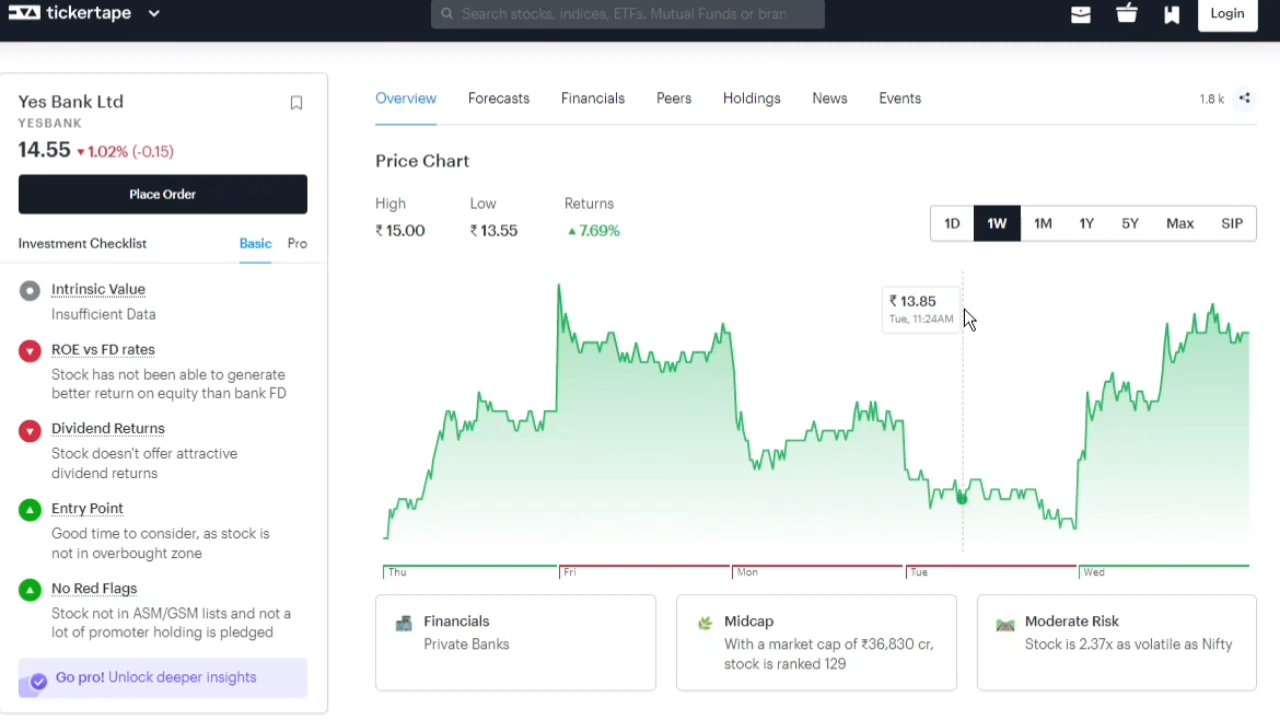 tickertape
Search stocks, indices, ETFs, Mutual Funds or bran
Login
Yes Bank Ltd
YESBANK
14.55 ▼ 1.02% (-0.15)
Place Order
Investment Checklist Basic Pro
Intrinsic Value
Insufficient Data
ROE vs FD rates
Stock has not been able to generate
better return on equity than bank FD
Dividend Returns
Stock doesn't offer attractive
dividend returns
Entry Point
Good time to consider, as stock is
not in overbought zone
No Red Flags
Stock not in ASM/GSM lists and not a
lot of promoter holding is pledged
Go pro! Unlock deeper insights
Overview Forecasts Financials Peers Holdings News Events 1.8 k
Price Chart
High Low Returns
₹ 15.00 ₹ 13.55 ▲ 7.69%
1D 1W 1M 1Y 5Y Max SIP
₹ 13.85
Tue, 11:24AM
Thu Fri Mon Tue Wed
Financials
Private Banks
Midcap
With a market cap of ₹36,830 cr,
stock is ranked 129
Moderate Risk
Stock is 2.37x as volatile as Nifty